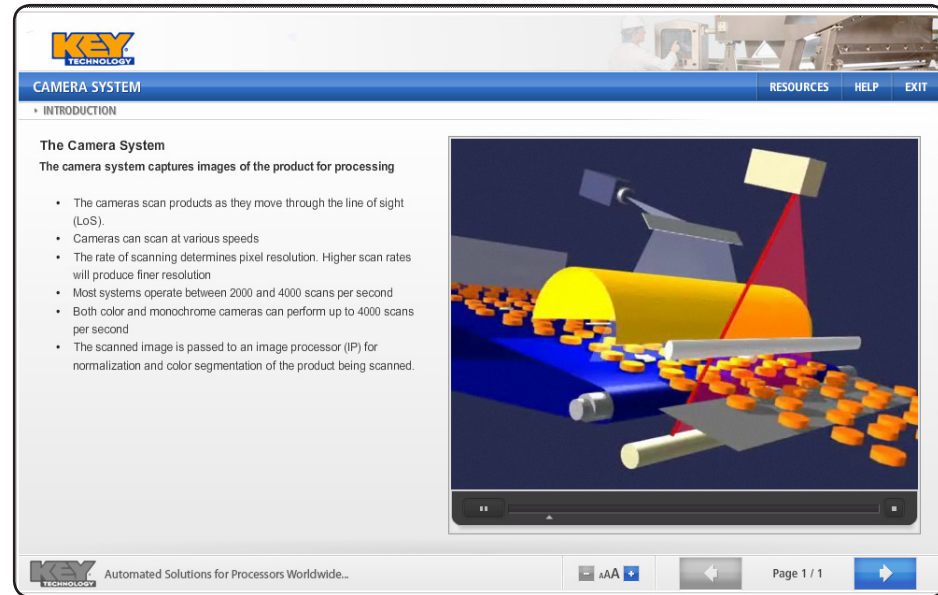 KEY
TECHNOLOGY
CAMERA SYSTEM
RESOURCES HELP EXIT
INTRODUCTION
The Camera System
The camera system captures images of the product for processing
• The cameras scan products as they move through the line of sight
(LoS).
• Cameras can scan at various speeds
• The rate of scanning determines pixel resolution. Higher scan rates
will produce finer resolution
• Most systems operate between 2000 and 4000 scans per second
• Both color and monochrome cameras can perform up to 4000 scans
per second
• The scanned image is passed to an image processor (IP) for
normalization and color segmentation of the product being scanned.
KEY
TECHNOLOGY
Automated Solutions for Processors Worldwide...
AAA
Page 1 / 1